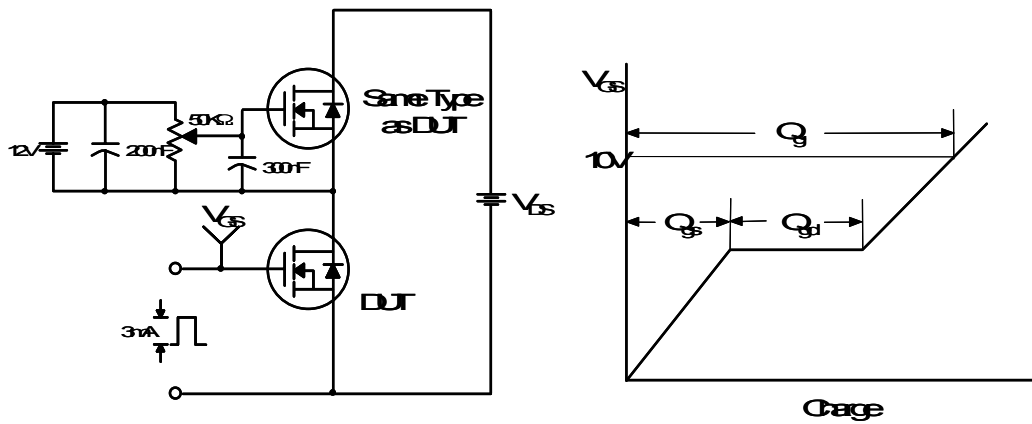 Same Type
as DUT
50KΩ
12V
200nF
300nF
VGS
VDS
DUT
3mA
VGS
10V
Qg
Qgs
Qgd
Charge